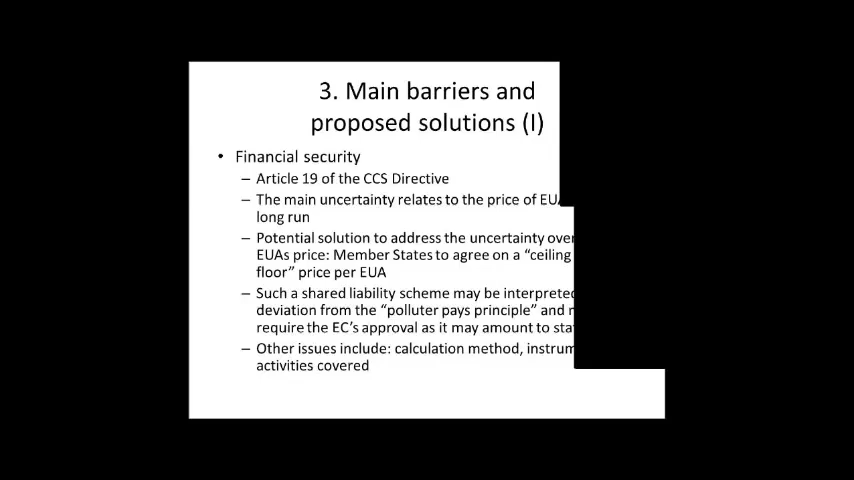 3. Main barriers and
proposed solutions (I)
• Financial security
– Article 19 of the CCS Directive
– The main uncertainty relates to the price of
long run
– Potential solution to address the uncertainty over
EUAs price: Member States to agree on a “ceiling
floor” price per EUA
– Such a shared liability scheme may be interpreted
deviation from the “polluter pays principle” and
require the EC’s approval as it may amount to
– Other issues include: calculation method,
activities covered